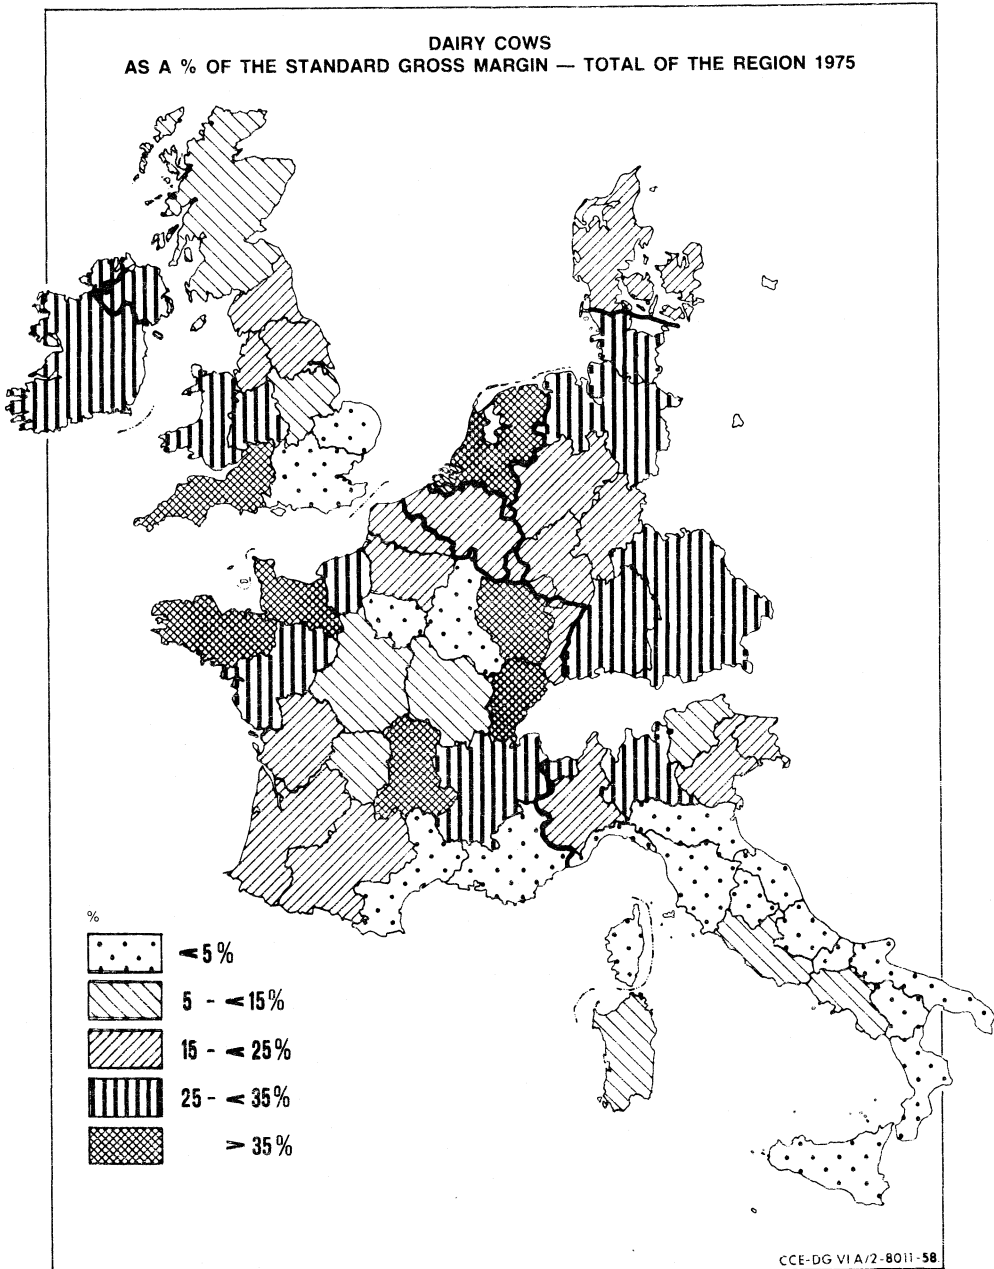 DAIRY COWS
AS A % OF THE STANDARD GROSS MARGIN — TOTAL OF THE REGION 1975
%
< 5%
5 - < 15%
15 - < 25%
25 - < 35%
> 35%
CCE-DG VI A/2-8011-58